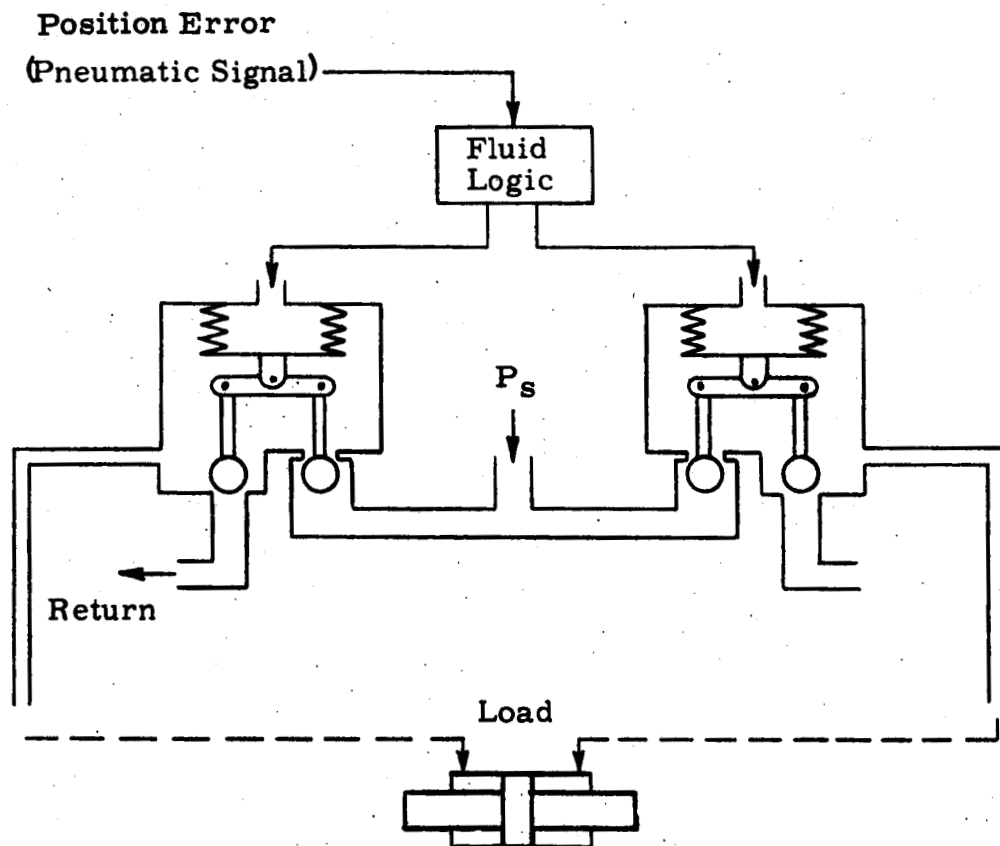 Position Error
(Pneumatic Signal)
Fluid
Logic
Ps
Return
Load